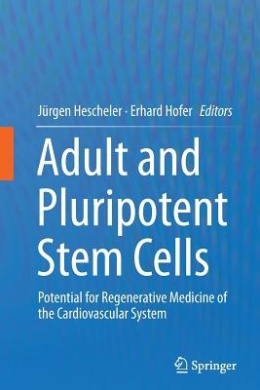 Jürgen Hescheler · Erhard Hofer Editors
Adult and
Pluripotent
Stem Cells
Potential for Regenerative Medicine of
the Cardiovascular System
Springer